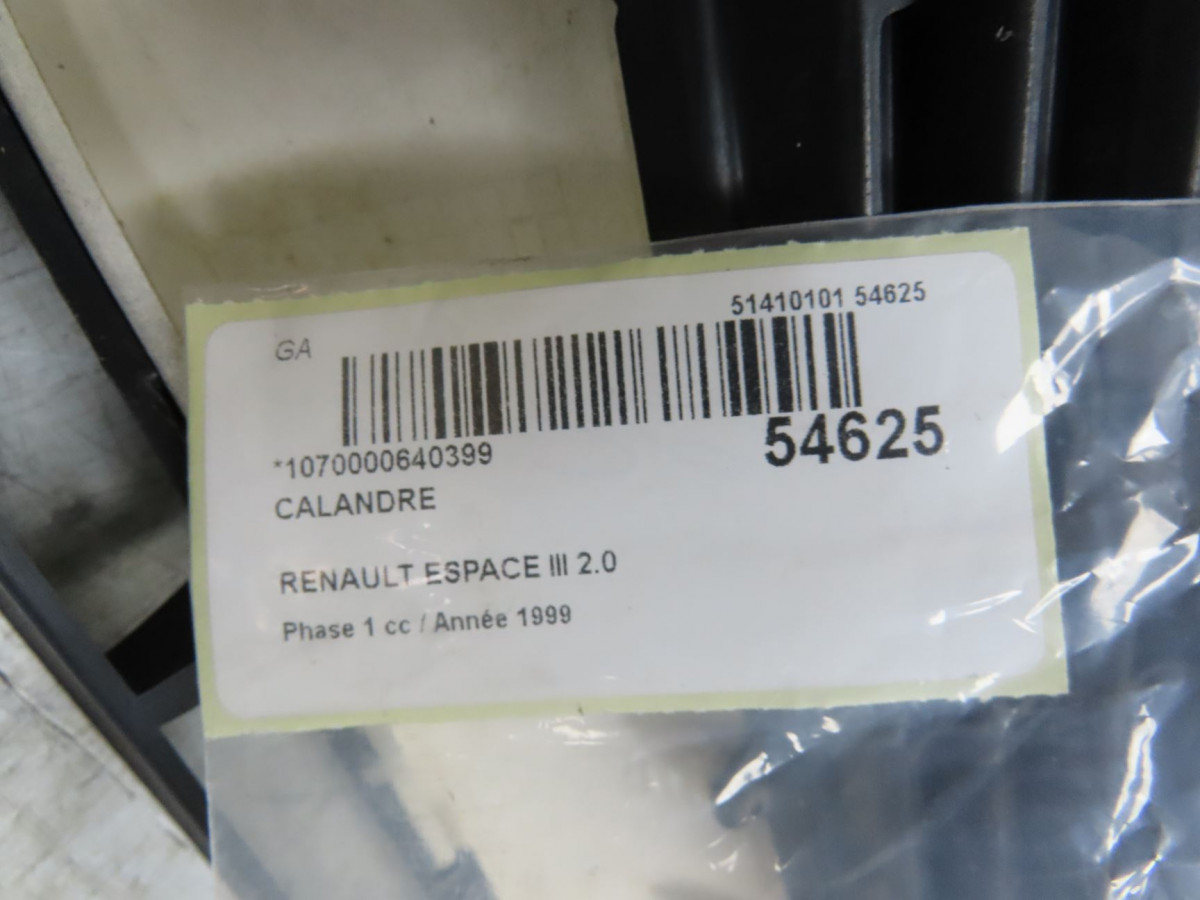 51410101 54625
GA
54625
*1070000640399
CALANDRE
RENAULT ESPACE III 2.0
Phase 1 cc / Année 1999